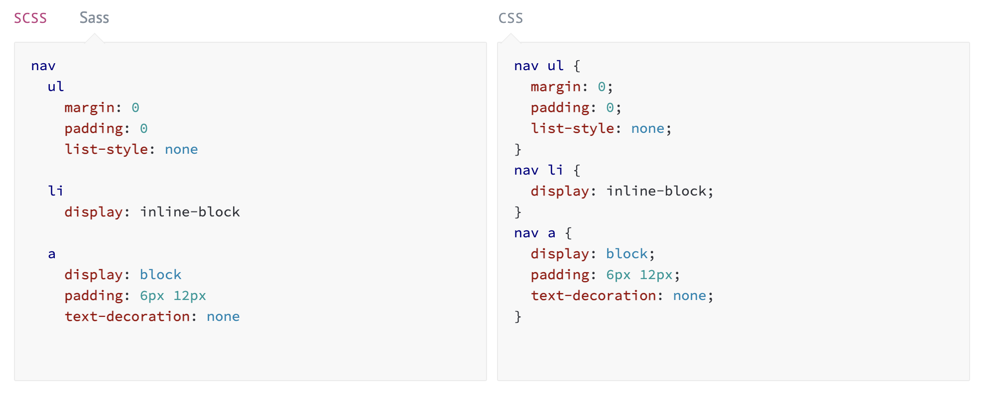 SCSS Sass
nav
  ul
    margin: 0
    padding: 0
    list-style: none

  li
    display: inline-block

  a
    display: block
    padding: 6px 12px
    text-decoration: none
CSS
nav ul {
  margin: 0;
  padding: 0;
  list-style: none;
}
nav li {
  display: inline-block;
}
nav a {
  display: block;
  padding: 6px 12px;
  text-decoration: none;
}